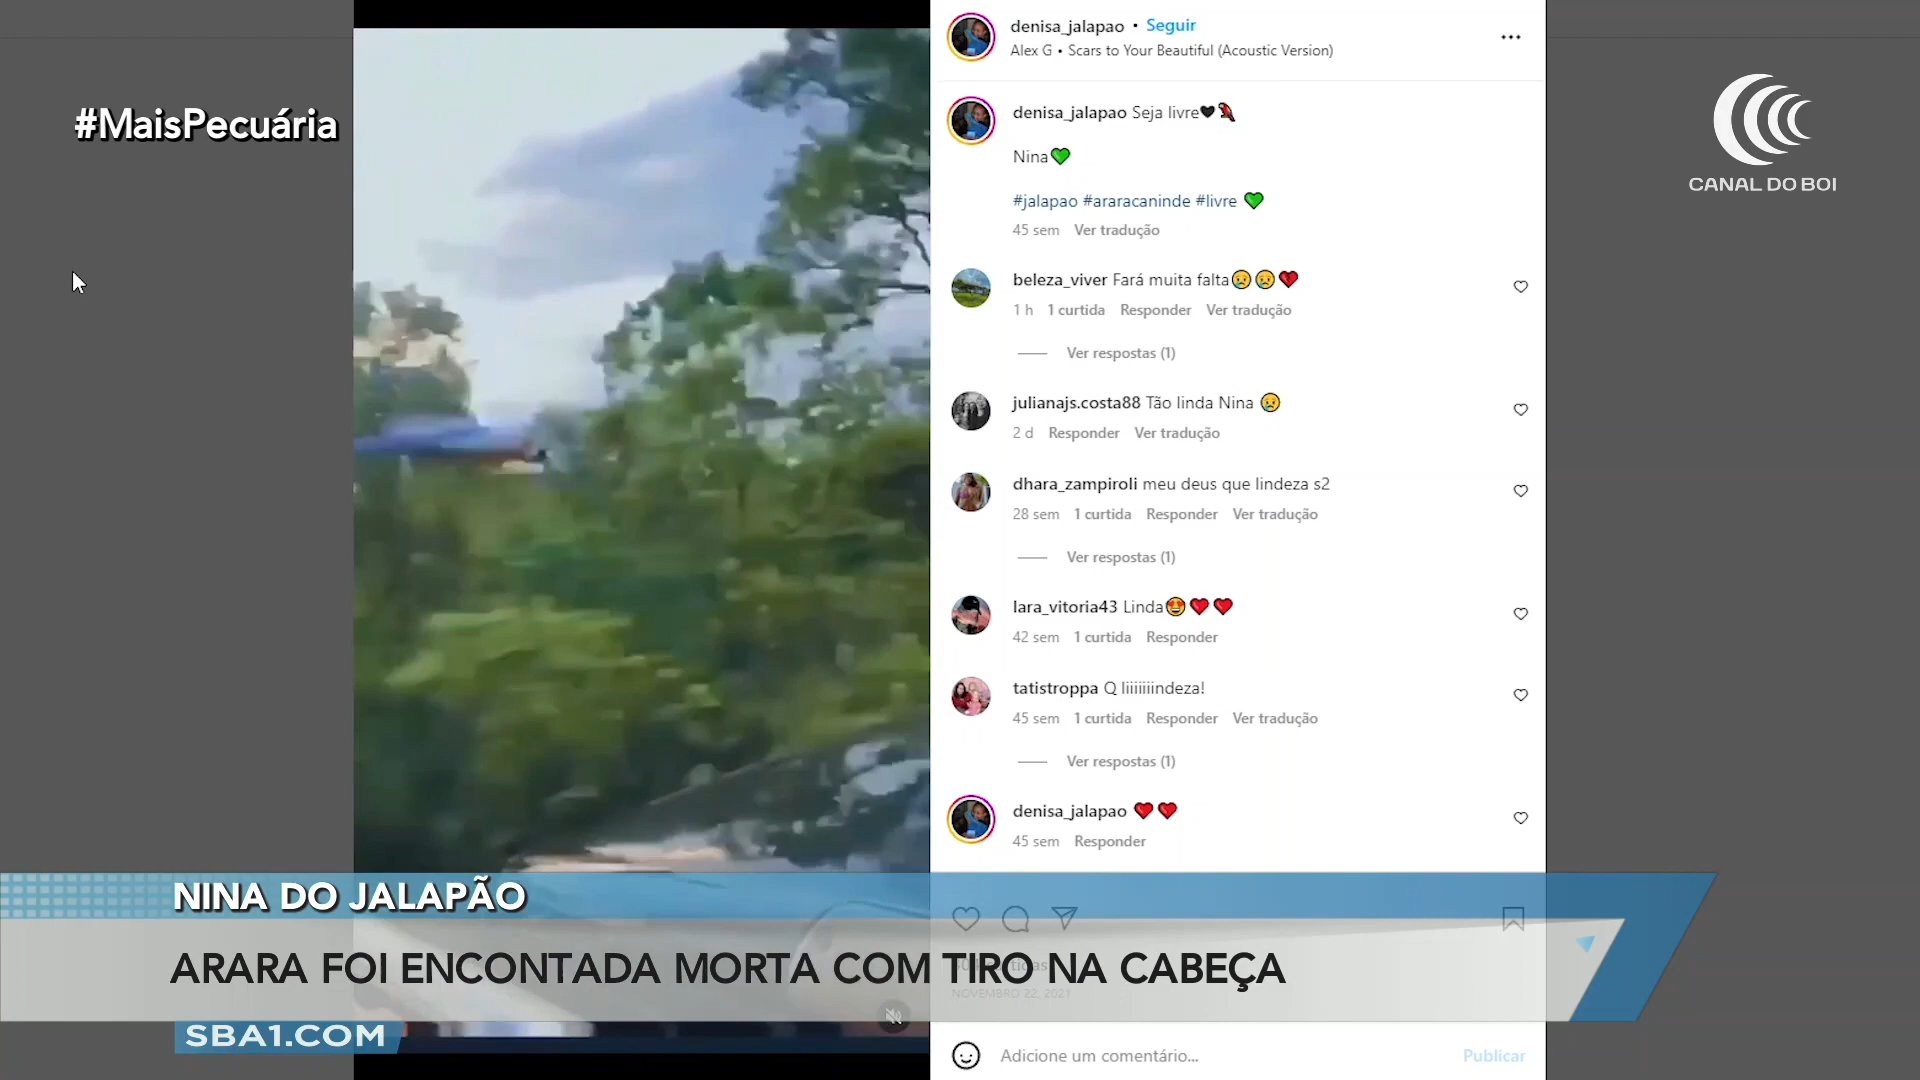 #MaisPecuária
CANAL DO BOI
denisa_jalapao • Seguir
Alex G • Scars to Your Beautiful (Acoustic Version)
denisa_jalapao Seja livre🖤🦜
Nina💚
#jalapao #araracaninde #livre 💚
45 sem Ver tradução
beleza_viver Fará muita falta😢😢❤️
1 h 1 curtida Responder Ver tradução
Ver respostas (1)
julianajs.costa88 Tão linda Nina 😢
2 d Responder Ver tradução
dhara_zampiroli meu deus que lindeza s2
28 sem 1 curtida Responder Ver tradução
Ver respostas (1)
lara_vitoria43 Linda😍❤️❤️
42 sem 1 curtida Responder
tatistroppa Q liiiiiiindeza!
45 sem 1 curtida Responder Ver tradução
Ver respostas (1)
denisa_jalapao ❤️❤️
45 sem Responder
NINA DO JALAPÃO
ARARA FOI ENCONTADA MORTA COM TIRO NA CABEÇA
NOVEMBRO 22, 2021
SBA1.COM
Adicione um comentário...
Publicar